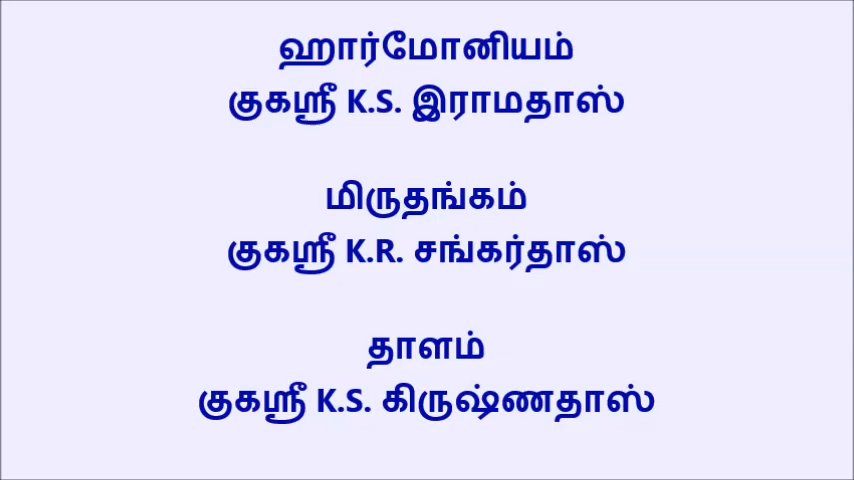 ஹார்மோனியம்
குகஸ்ரீ K.S. இராமதாஸ்
மிருதங்கம்
குகஸ்ரீ K.R. சங்கர்தாஸ்
தாளம்
குகஸ்ரீ K.S. கிருஷ்ணதாஸ்